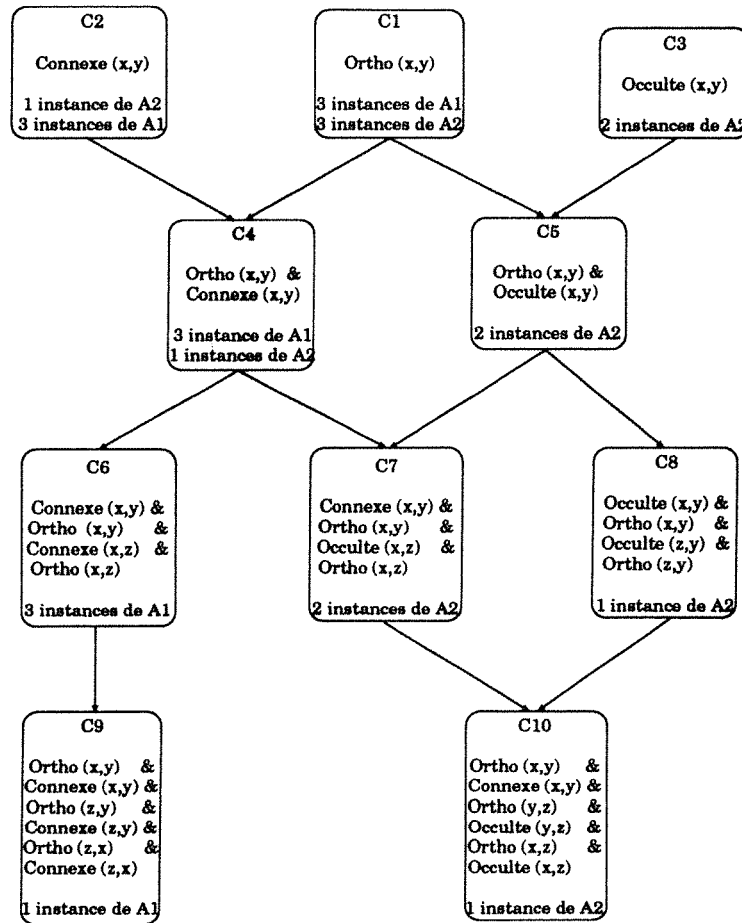 C2
Connexe (x,y)
1 instance de A2
3 instances de A1
C1
Ortho (x,y)
3 instances de A1
3 instances de A2
C3
Occulte (x,y)
2 instances de A2
C4
Ortho (x,y) &
Connexe (x,y)
3 instance de A1
1 instances de A2
C5
Ortho (x,y) &
Occulte (x,y)
2 instances de A2
C6
Connexe (x,y) &
Ortho (x,y) &
Connexe (x,z) &
Ortho (x,z)
3 instances de A1
C7
Connexe (x,y) &
Ortho (x,y) &
Occulte (x,z) &
Ortho (x,z)
2 instances de A2
C8
Occulte (x,y) &
Ortho (x,y) &
Occulte (z,y) &
Ortho (z,y)
1 instance de A2
C9
Ortho (x,y) &
Connexe (x,y) &
Ortho (z,y) &
Connexe (z,y) &
Ortho (z,x) &
Connexe (z,x)
1 instance de A1
C10
Ortho (x,y) &
Connexe (x,y) &
Ortho (y,z) &
Occulte (y,z) &
Ortho (x,z) &
Occulte (x,z)
1 instance de A2